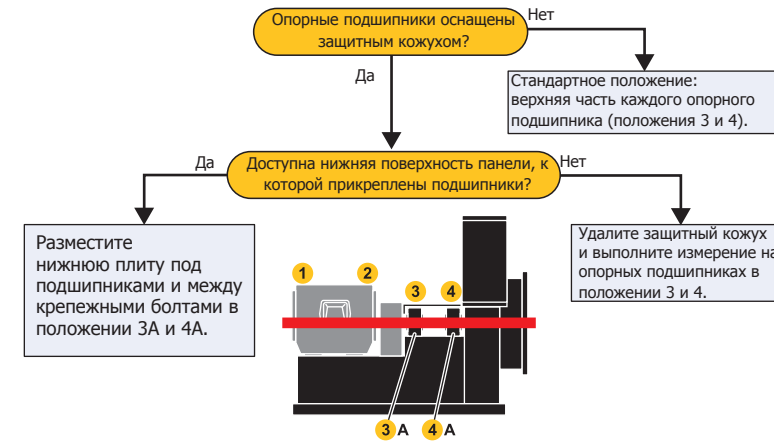 Опорные подшипники оснащены
защитным кожухом?
Нет
Да
Стандартное положение:
верхняя часть каждого опорного
подшипника (положения 3 и 4).
Да
Доступна нижняя поверхность панели, к
которой прикреплены подшипники?
Нет
Разместите
нижнюю плиту под
подшипниками и между
крепежными болтами в
положении 3А и 4А.
Удалите защитный кожух
и выполните измерение на
опорных подшипниках в
положении 3 и 4.
1 2 3 4
3 А 4 А